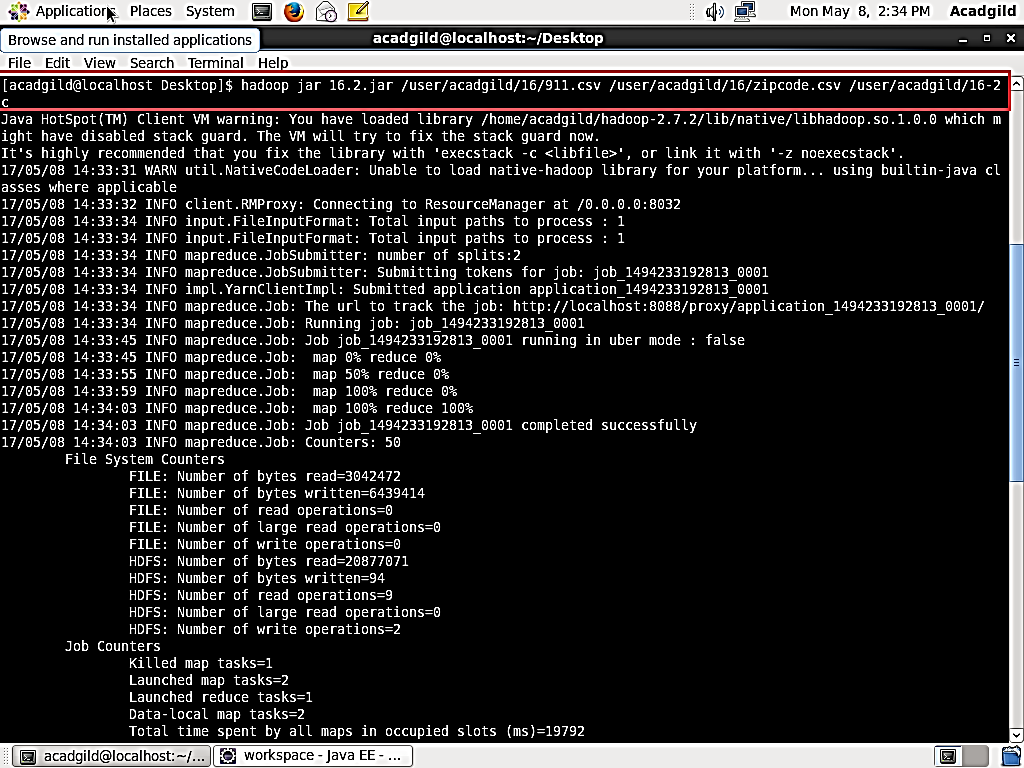 Applications Places System Mon May 8, 2:34 PM Acadgild
Browse and run installed applications
acadgild@localhost:~/Desktop
File Edit View Search Terminal Help
[acadgild@localhost Desktop]$ hadoop jar 16.2.jar /user/acadgild/16/911.csv /user/acadgild/16/zipcode.csv /user/acadgild/16-2
c
Java HotSpot(TM) Client VM warning: You have loaded library /home/acadgild/hadoop-2.7.2/lib/native/libhadoop.so.1.0.0 which m
ight have disabled stack guard. The VM will try to fix the stack guard now.
It's highly recommended that you fix the library with 'execstack -c <libfile>', or link it with '-z noexecstack'.
17/05/08 14:33:31 WARN util.NativeCodeLoader: Unable to load native-hadoop library for your platform... using builtin-java cl
asses where applicable
17/05/08 14:33:32 INFO client.RMProxy: Connecting to ResourceManager at /0.0.0.0:8032
17/05/08 14:33:34 INFO input.FileInputFormat: Total input paths to process : 1
17/05/08 14:33:34 INFO input.FileInputFormat: Total input paths to process : 1
17/05/08 14:33:34 INFO mapreduce.JobSubmitter: number of splits:2
17/05/08 14:33:34 INFO mapreduce.JobSubmitter: Submitting tokens for job: job_1494233192813_0001
17/05/08 14:33:34 INFO impl.YarnClientImpl: Submitted application application_1494233192813_0001
17/05/08 14:33:34 INFO mapreduce.Job: The url to track the job: http://localhost:8088/proxy/application_1494233192813_0001/
17/05/08 14:33:34 INFO mapreduce.Job: Running job: job_1494233192813_0001
17/05/08 14:33:45 INFO mapreduce.Job: Job job_1494233192813_0001 running in uber mode : false
17/05/08 14:33:45 INFO mapreduce.Job:  map 0% reduce 0%
17/05/08 14:33:55 INFO mapreduce.Job:  map 50% reduce 0%
17/05/08 14:33:59 INFO mapreduce.Job:  map 100% reduce 0%
17/05/08 14:34:03 INFO mapreduce.Job:  map 100% reduce 100%
17/05/08 14:34:03 INFO mapreduce.Job: Job job_1494233192813_0001 completed successfully
17/05/08 14:34:03 INFO mapreduce.Job: Counters: 50
File System Counters
FILE: Number of bytes read=3042472
FILE: Number of bytes written=6439414
FILE: Number of read operations=0
FILE: Number of large read operations=0
FILE: Number of write operations=0
HDFS: Number of bytes read=20877071
HDFS: Number of bytes written=94
HDFS: Number of read operations=9
HDFS: Number of large read operations=0
HDFS: Number of write operations=2
Job Counters
Killed map tasks=1
Launched map tasks=2
Launched reduce tasks=1
Data-local map tasks=2
Total time spent by all maps in occupied slots (ms)=19792
acadgild@localhost:~/... workspace - Java EE - ...